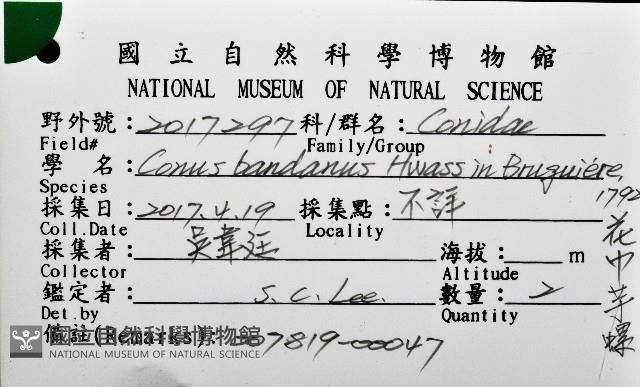 國立自然科學博物館
NATIONAL MUSEUM OF NATURAL SCIENCE
野外號：2017297 科/群名：Conidae
Field# Family/Group
學 名：Conus bandanus Hwass in Bruguière, 1792
Species
採集日：2017.4.19 採集點：不詳
Coll.Date Locality
採集者：吳韋廷 海拔：m
Collector Altitude
鑑定者：S. C. Lee. 數量：2
Det.by Quantity
備註(Remarks): 007819-00047
花中芋螺
國立自然科學博物館
NATIONAL MUSEUM OF NATURAL SCIENCE